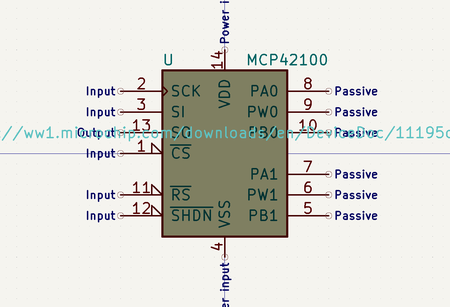 Power i
U MCP42100
14
VDD
Input 2 SCK PA0 8 Passive
Input 3 SI PW0 9 Passive
Output 13 SO PB0 10 Passive
://ww1.microchip.com/downloads/en/DeviceDoc/11195c
Input 1 CS
PA1 7 Passive
Input 11 RS PW1 6 Passive
Input 12 SHDN PB1 5 Passive
VSS
4
er input